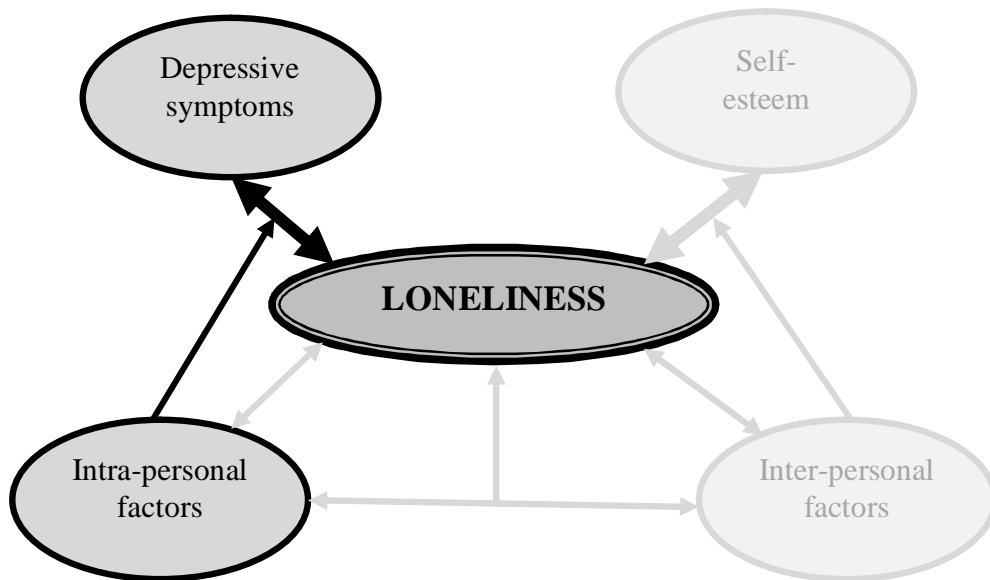 Depressive
symptoms
Self-
esteem
LONELINESS
Intra-personal
factors
Inter-personal
factors